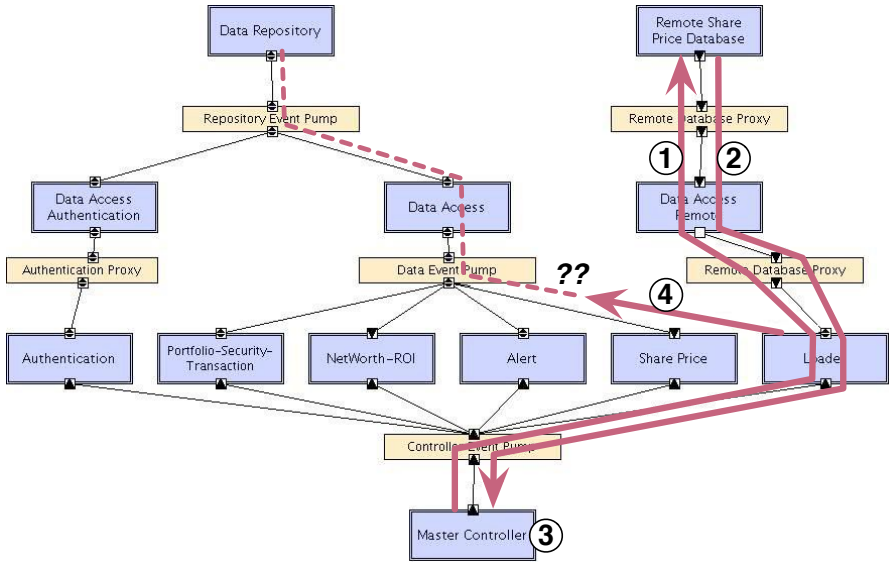 Data Repository
Remote Share
Price Database
Repository Event Pump
Remote Database Proxy
1
2
Data Access
Authentication
Data Access
Data Access
Remote
Authentication Proxy
Data Event Pump
??
Remote Database Proxy
4
Authentication
Portfolio-Security-
Transaction
NetWorth-ROI
Alert
Share Price
Loader
Controller Event Pump
Master Controller
3